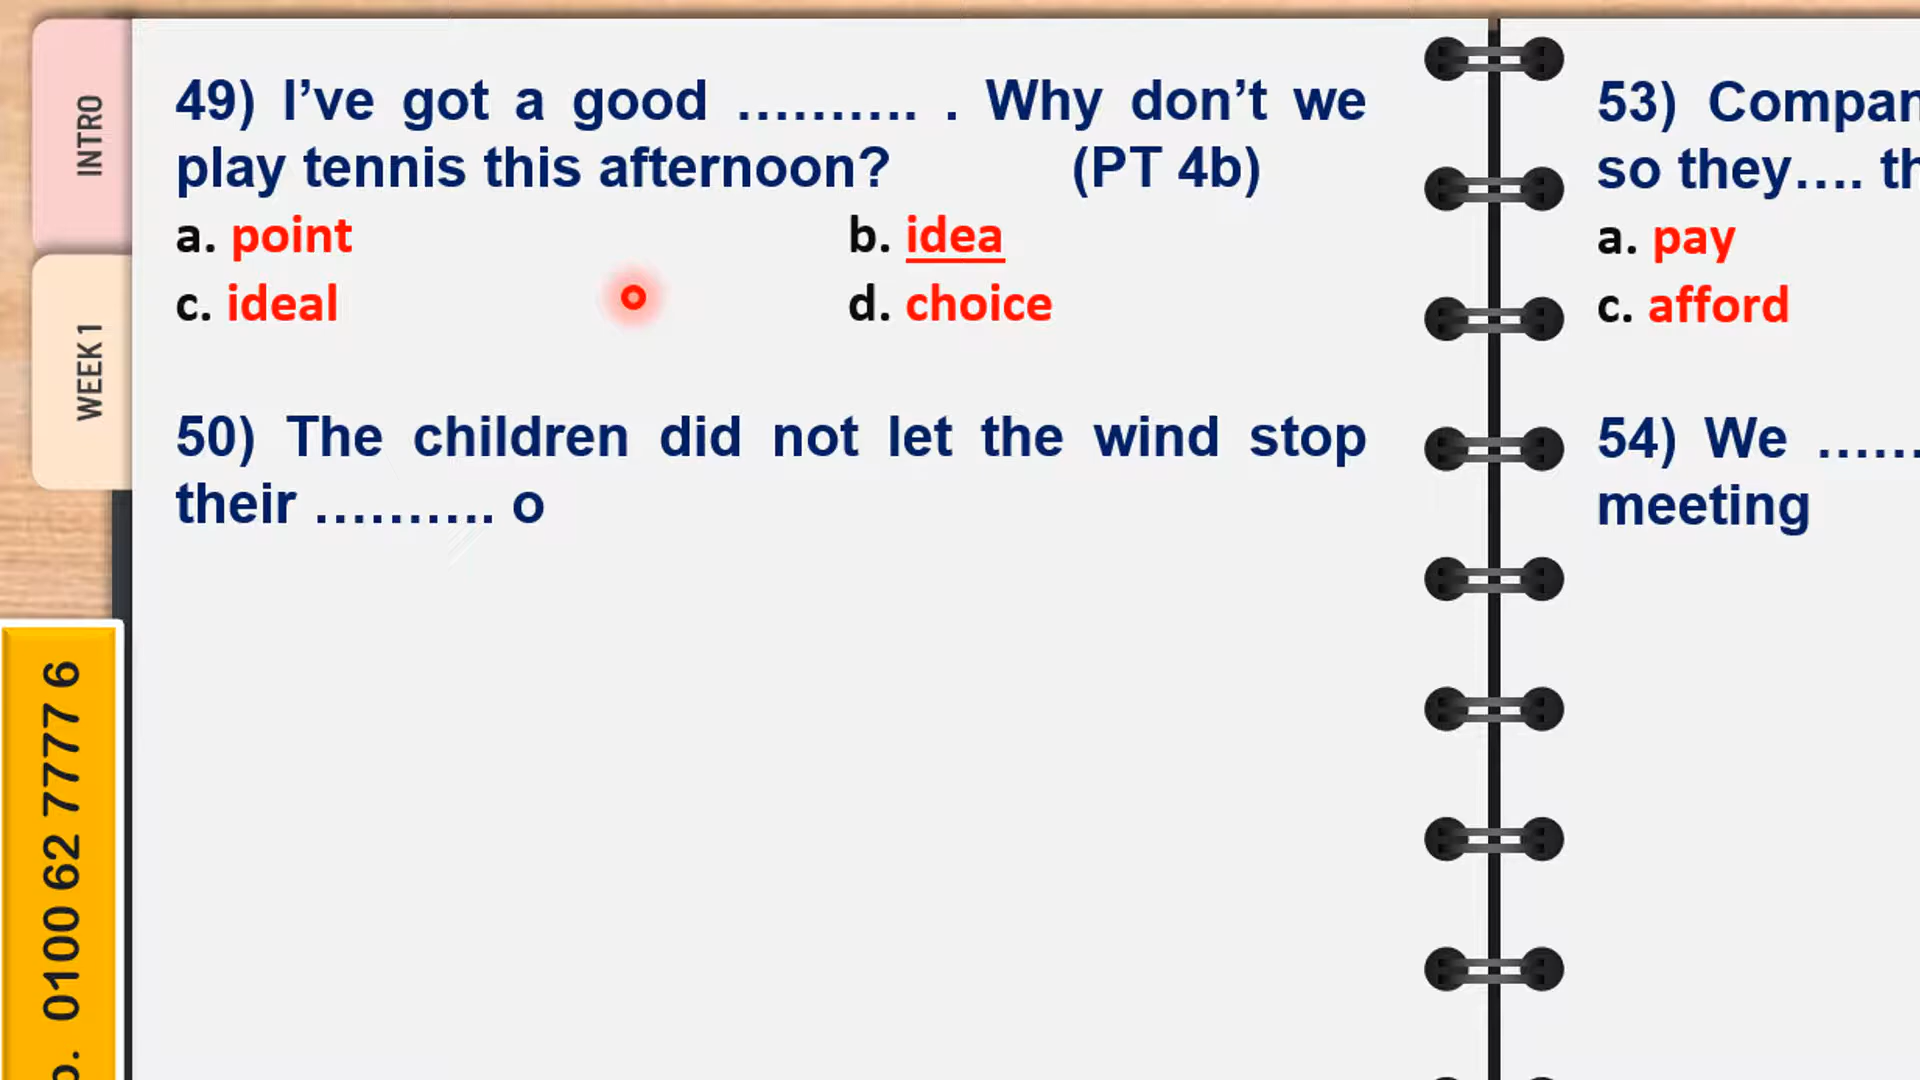 INTRO
WEEK 1
49) I’ve got a good ………. . Why don’t we
play tennis this afternoon? (PT 4b)
a. point b. idea
c. ideal d. choice
50) The children did not let the wind stop
their ………. o
53) Compan
so they…. th
a. pay
c. afford
54) We ……
meeting
0100 62 7777 6